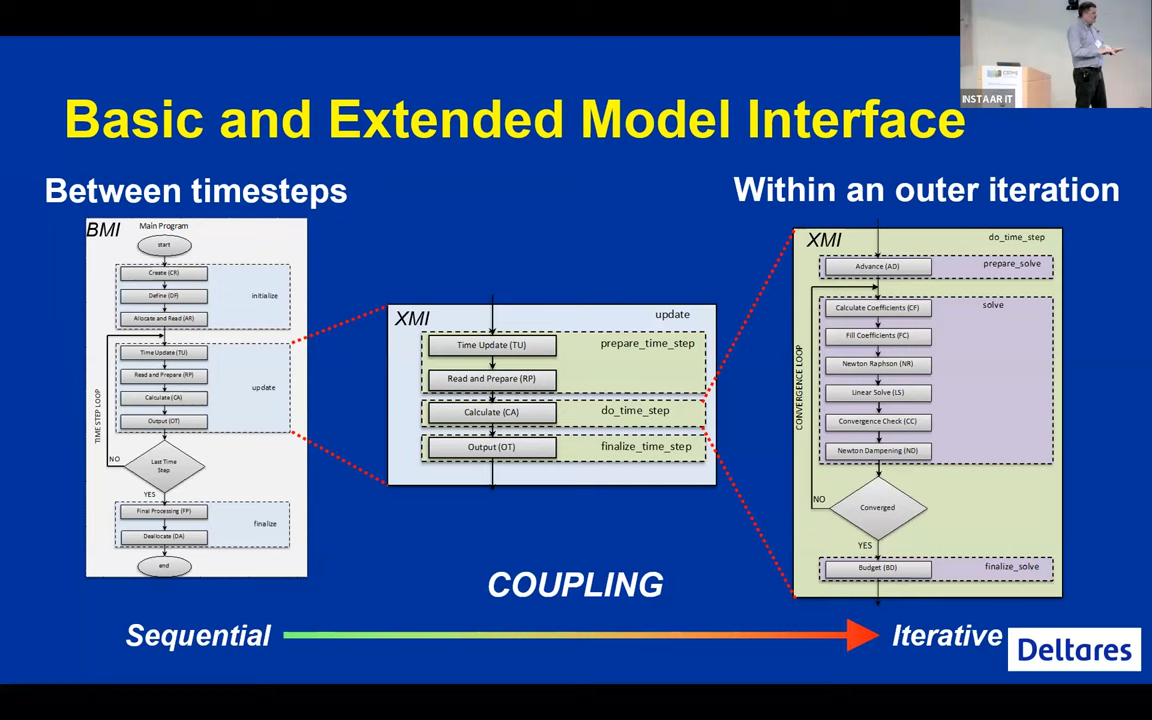 INSTAAR IT
Basic and Extended Model Interface
Between timesteps
Within an outer iteration
BMI
Main Program
start
Create (CR)
Define (DF)
initialize
Allocate and Read (AR)
TIME STEP LOOP
Time Update (TU)
Read and Prepare (RP)
update
Calculate (CA)
Output (OT)
Last Time
Step
NO
YES
Final Processing (FP)
finalize
Deallocate (DA)
end
XMI
update
Time Update (TU)
prepare_time_step
Read and Prepare (RP)
Calculate (CA)
do_time_step
Output (OT)
finalize_time_step
XMI
do_time_step
Advance (AD)
prepare_solve
CONVERGENCE LOOP
Calculate Coefficients (CF)
solve
Fill Coefficients (FC)
Newton Raphson (NR)
Linear Solve (LS)
Convergence Check (CC)
Newton Dampening (ND)
NO
Converged
YES
Budget (BD)
finalize_solve
COUPLING
Sequential
Iterative
Deltares